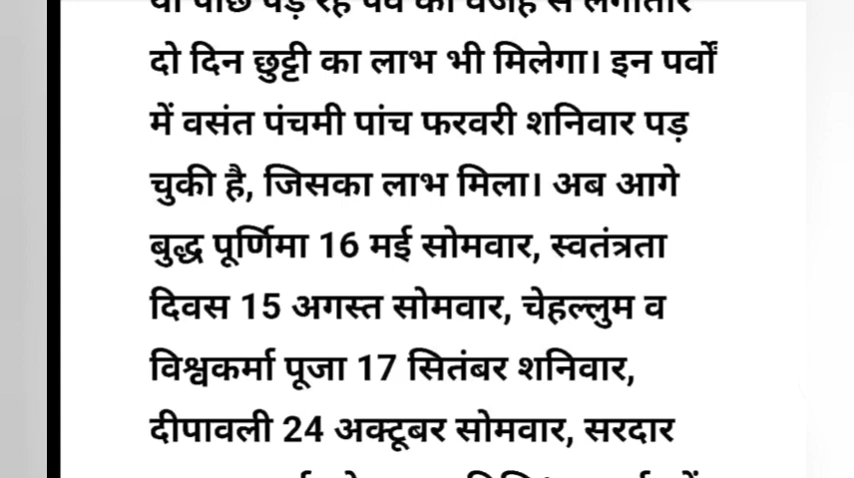 दो दिन छुट्टी का लाभ भी मिलेगा। इन पर्वों
में वसंत पंचमी पांच फरवरी शनिवार पड़
चुकी है, जिसका लाभ मिला। अब आगे
बुद्ध पूर्णिमा 16 मई सोमवार, स्वतंत्रता
दिवस 15 अगस्त सोमवार, चेहल्लुम व
विश्वकर्मा पूजा 17 सितंबर शनिवार,
दीपावली 24 अक्टूबर सोमवार, सरदार